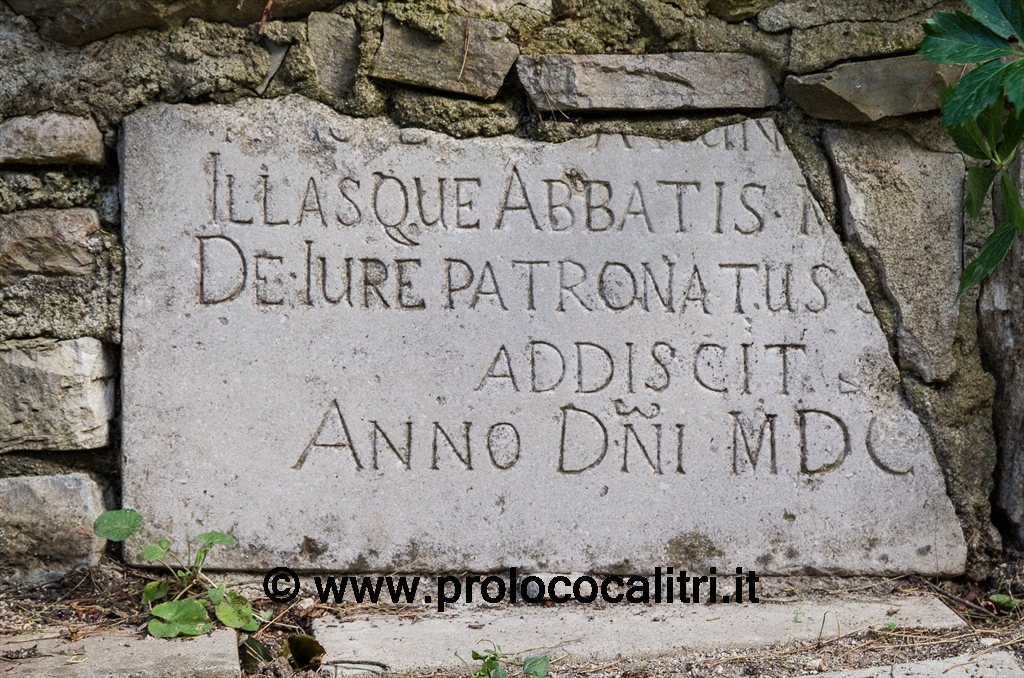 ILLASQUE ABBATIS·
DE·IURE PATRONATUS
ADDISCIT
ANNO DÑI MDC
© www.prolococalitri.it